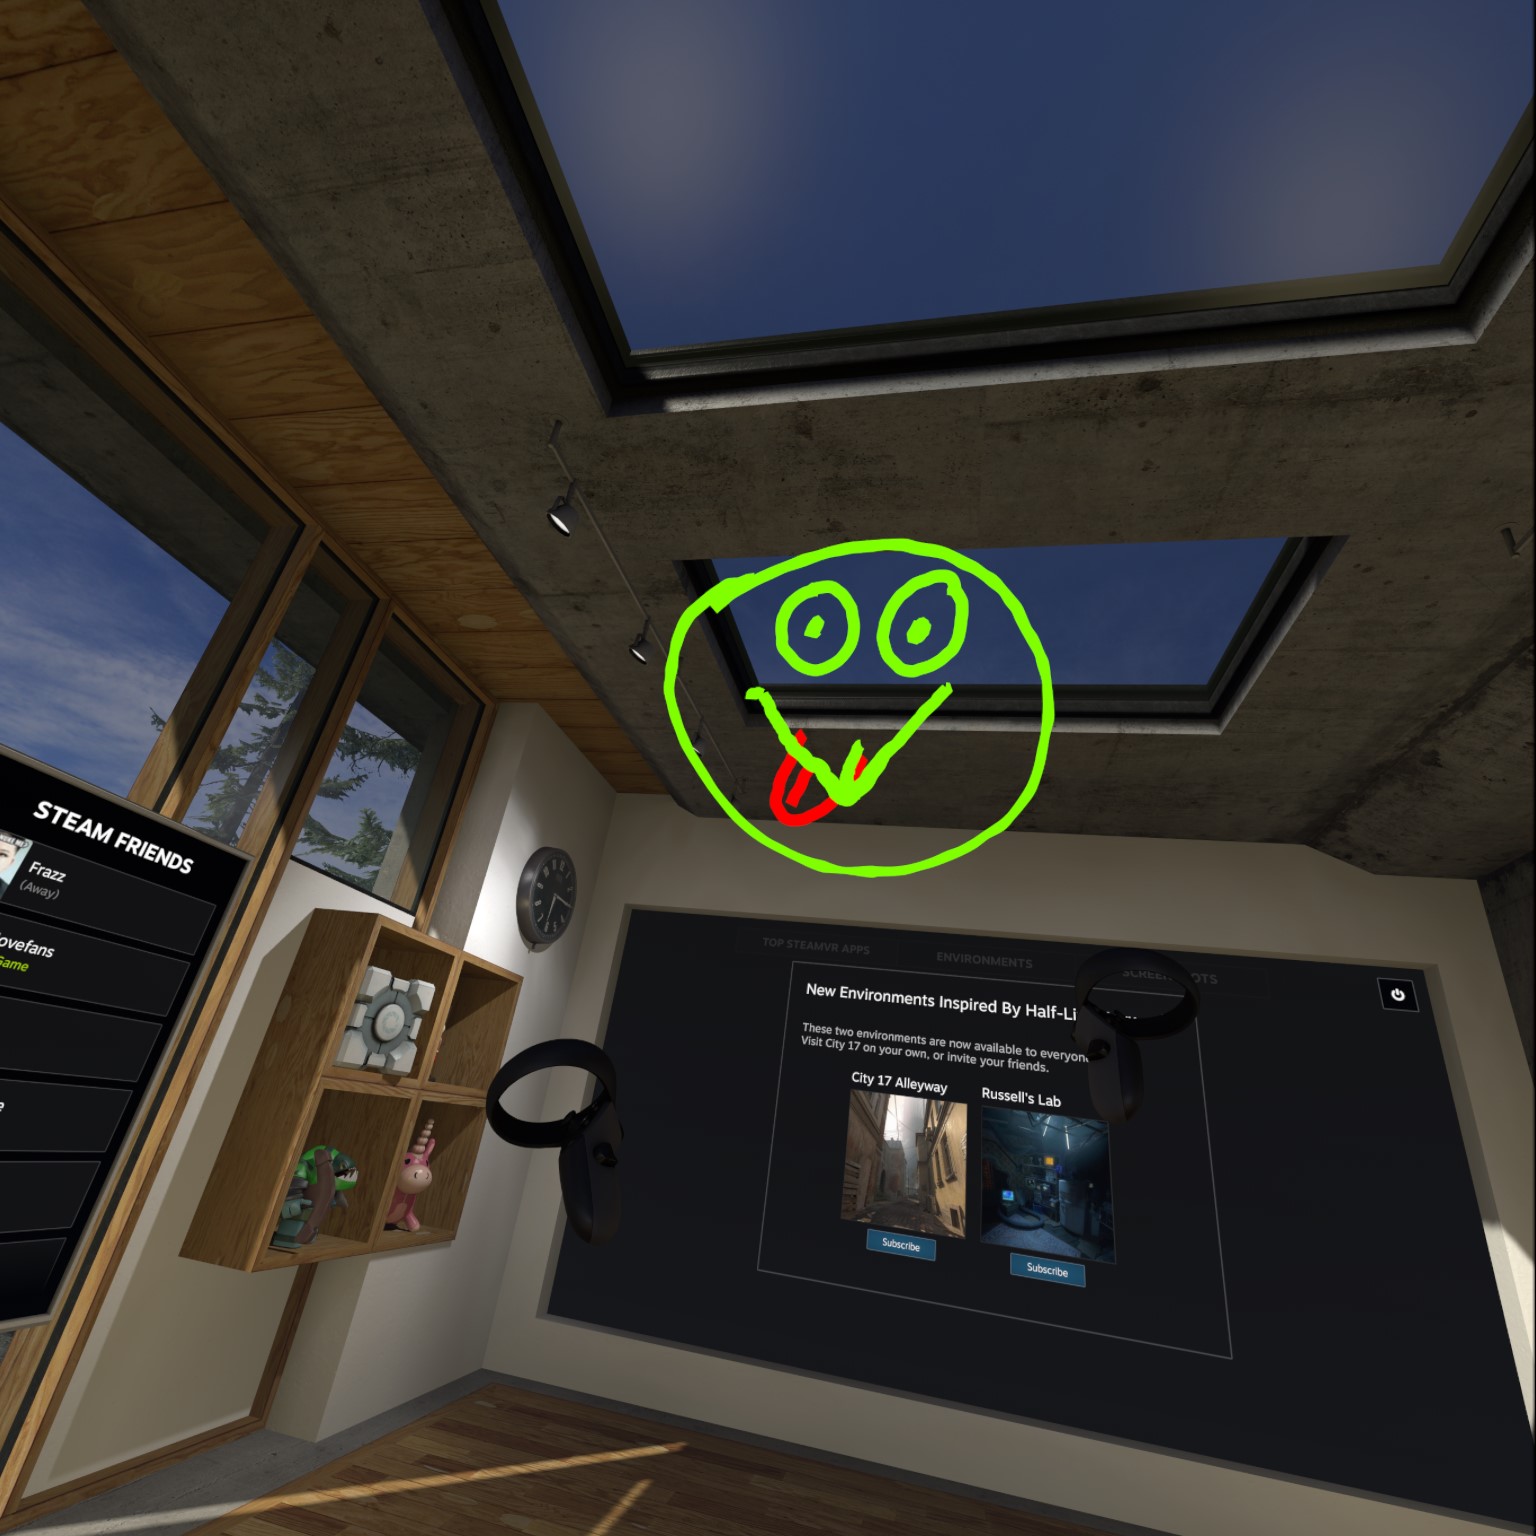 STEAM FRIENDS
Frazz
(Away)
ovefans
Game
TOP STEAMVR APPS
ENVIRONMENTS
New Environments Inspired By Half-Li
These two environments are now available to everyone
Visit City 17 on your own, or invite your friends.
City 17 Alleyway
Russell's Lab
Subscribe
Subscribe